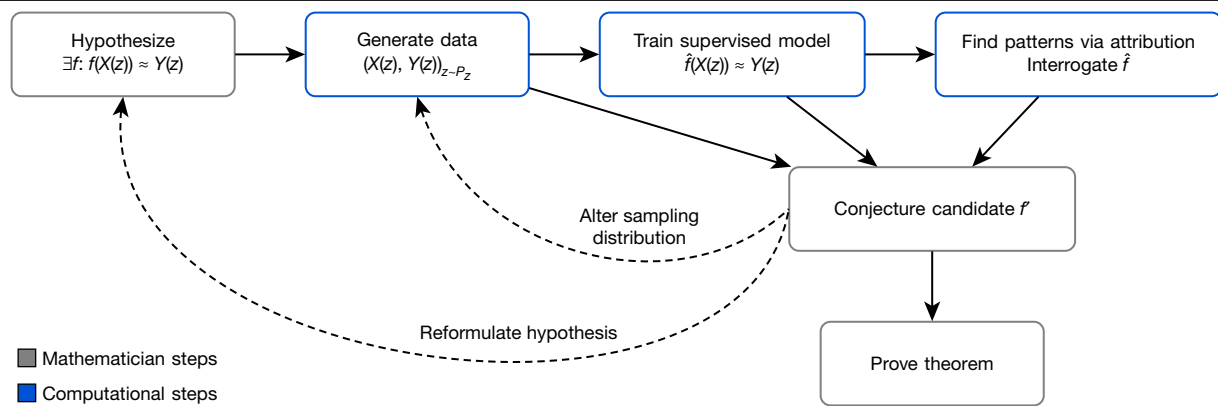 Hypothesize
∃f: f(X(z)) ≈ Y(z)
Generate data
(X(z), Y(z))z~PZ
Train supervised model
f̂(X(z)) ≈ Y(z)
Find patterns via attribution
Interrogate f̂
Conjecture candidate f′
Alter sampling
distribution
Reformulate hypothesis
Prove theorem
Mathematician steps
Computational steps